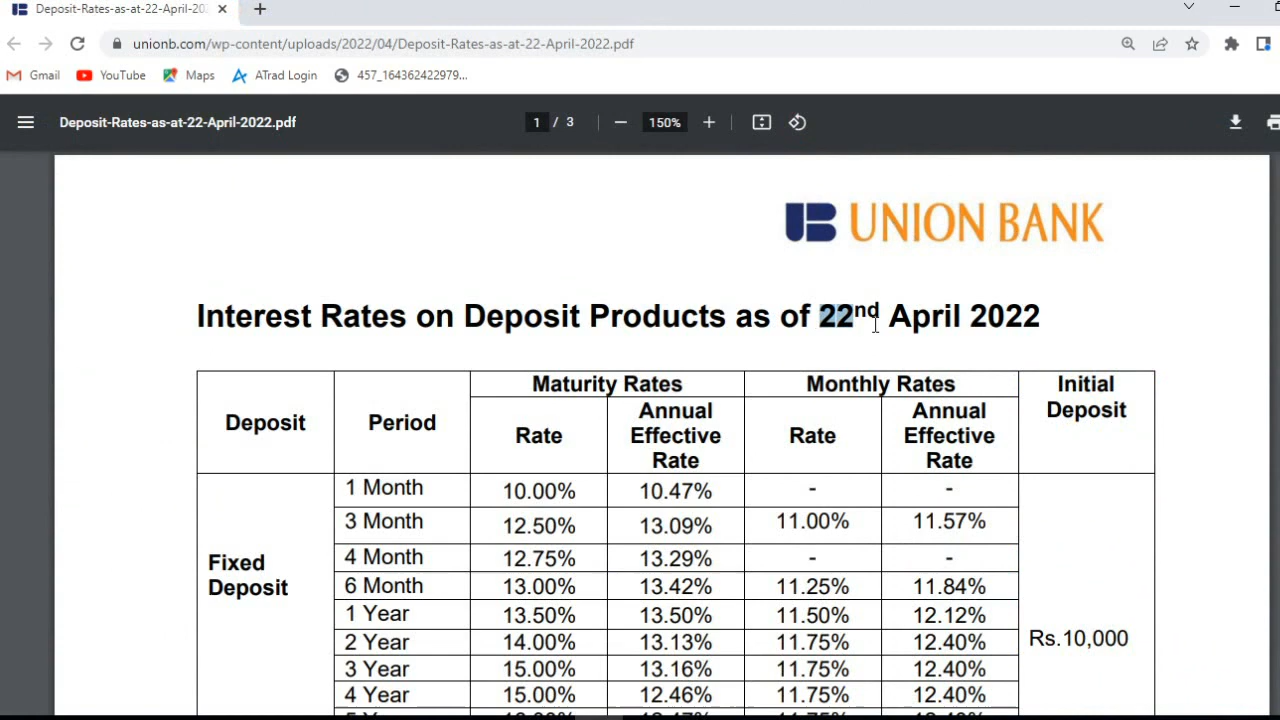 Deposit-Rates-as-at-22-April-20
unionb.com/wp-content/uploads/2022/04/Deposit-Rates-as-at-22-April-2022.pdf
Gmail YouTube Maps ATrad Login 457_164362422979...
Deposit-Rates-as-at-22-April-2022.pdf 1 / 3 150%
UB UNION BANK
Interest Rates on Deposit Products as of 22nd April 2022
Deposit Period Maturity Rates Monthly Rates Initial Deposit
Rate Annual Effective Rate Rate Annual Effective Rate
Fixed Deposit Rs.10,000
1 Month 10.00% 10.47% - -
3 Month 12.50% 13.09% 11.00% 11.57%
4 Month 12.75% 13.29% - -
6 Month 13.00% 13.42% 11.25% 11.84%
1 Year 13.50% 13.50% 11.50% 12.12%
2 Year 14.00% 13.13% 11.75% 12.40%
3 Year 15.00% 13.16% 11.75% 12.40%
4 Year 15.00% 12.46% 11.75% 12.40%